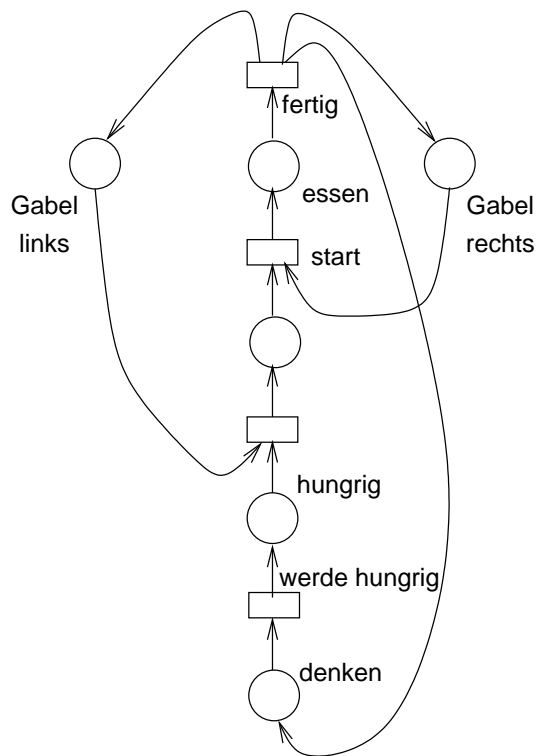 fertig
essen
Gabel
links
Gabel
rechts
start
hungrig
werde hungrig
denken